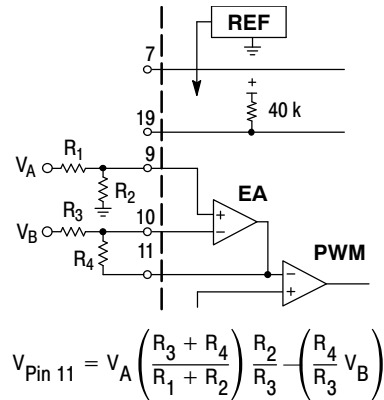 REF
7
+
40 k
19
R1
9
VA
R2
EA
+
−
R3
10
VB
11
R4
PWM
−
+
V Pin 11 = VA ((R3 + R4)/(R1 + R2)) R2/R3 − (R4/R3 VB)